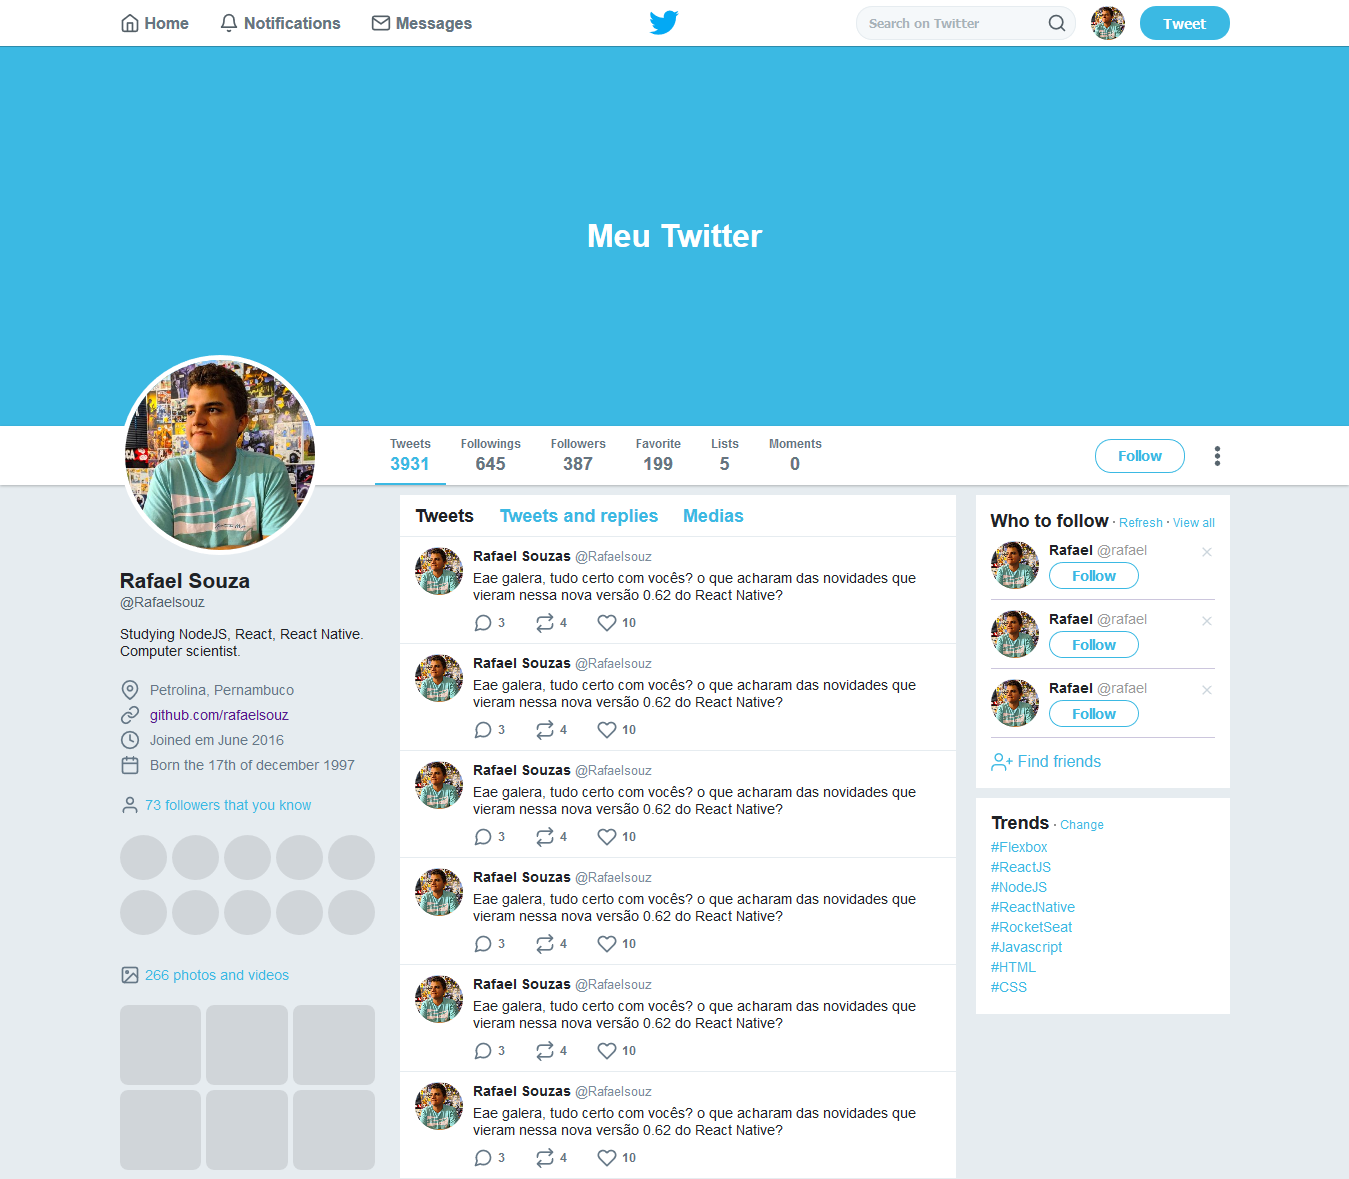 Home Notifications Messages Search on Twitter Tweet
Meu Twitter
Tweets Followings Followers Favorite Lists Moments
3931 645 387 199 5 0
Follow
Rafael Souza
@Rafaelsouz
Studying NodeJS, React, React Native.
Computer scientist.
Petrolina, Pernambuco
github.com/rafaelsouz
Joined em June 2016
Born the 17th of december 1997
73 followers that you know
266 photos and videos
Tweets Tweets and replies Medias
Rafael Souzas @Rafaelsouz
Eae galera, tudo certo com vocês? o que acharam das novidades que
vieram nessa nova versão 0.62 do React Native?
3 4 10
Rafael Souzas @Rafaelsouz
Eae galera, tudo certo com vocês? o que acharam das novidades que
vieram nessa nova versão 0.62 do React Native?
3 4 10
Rafael Souzas @Rafaelsouz
Eae galera, tudo certo com vocês? o que acharam das novidades que
vieram nessa nova versão 0.62 do React Native?
3 4 10
Rafael Souzas @Rafaelsouz
Eae galera, tudo certo com vocês? o que acharam das novidades que
vieram nessa nova versão 0.62 do React Native?
3 4 10
Rafael Souzas @Rafaelsouz
Eae galera, tudo certo com vocês? o que acharam das novidades que
vieram nessa nova versão 0.62 do React Native?
3 4 10
Rafael Souzas @Rafaelsouz
Eae galera, tudo certo com vocês? o que acharam das novidades que
vieram nessa nova versão 0.62 do React Native?
3 4 10
Who to follow · Refresh · View all
Rafael @rafael
Follow
Rafael @rafael
Follow
Rafael @rafael
Follow
Find friends
Trends · Change
#Flexbox
#ReactJS
#NodeJS
#ReactNative
#RocketSeat
#Javascript
#HTML
#CSS